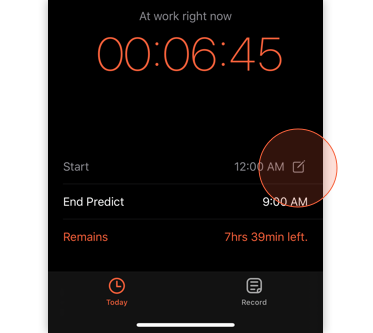 At work right now
00:06:45
Start 12:00 AM
End Predict 9:00 AM
Remains 7hrs 39min left.
Today Record